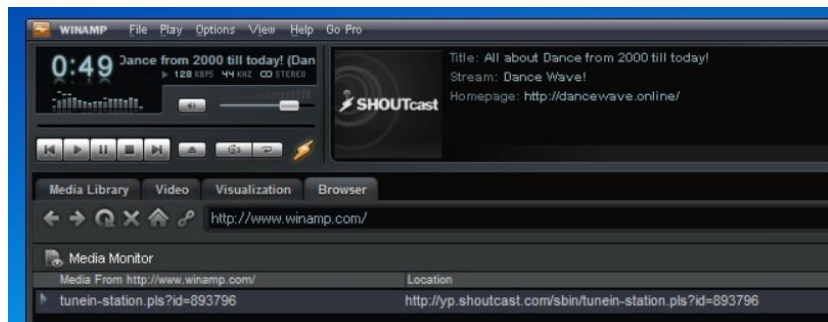 WINAMP File Play Options View Help Go Pro
0:49 Dance from 2000 till today! (Dan
128 KBPS 44 KHZ STEREO
SHOUTcast
Title: All about Dance from 2000 till today!
Stream: Dance Wave!
Homepage: http://dancewave.online/
Media Library Video Visualization Browser
http://www.winamp.com/
Media Monitor
Media From http://www.winamp.com/ Location
tunein-station.pls?id=893796 http://yp.shoutcast.com/sbin/tunein-station.pls?id=893796